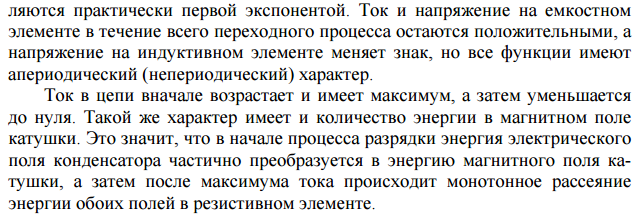 ляются практически первой экспонентой. Ток и напряжение на емкостном
элементе в течение всего переходного процесса остаются положительными, а
напряжение на индуктивном элементе меняет знак, но все функции имеют
апериодический (непериодический) характер.
Ток в цепи вначале возрастает и имеет максимум, а затем уменьшается
до нуля. Такой же характер имеет и количество энергии в магнитном поле
катушки. Это значит, что в начале процесса разрядки энергия электрического
поля конденсатора частично преобразуется в энергию магнитного поля ка-
тушки, а затем после максимума тока происходит монотонное рассеяние
энергии обоих полей в резистивном элементе.